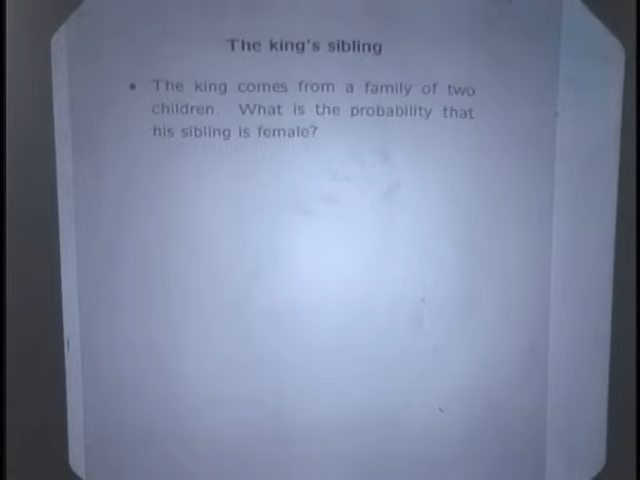 The king's sibling
• The king comes from a family of two
children. What is the probability that
his sibling is female?